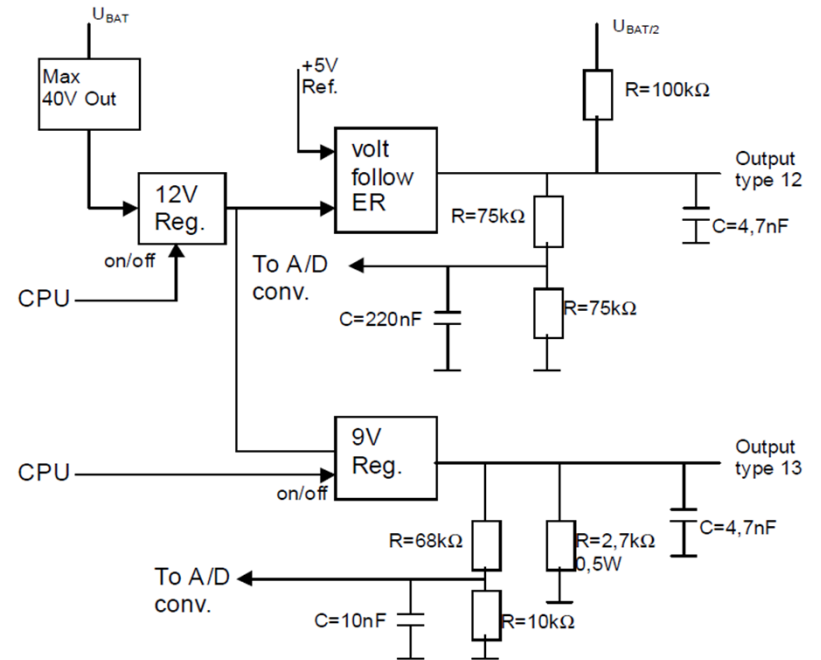 UBAT
Max
40V Out
+5V
Ref.
UBAT/2
R=100kΩ
volt
follow
ER
Output
type 12
12V
Reg.
R=75kΩ
C=4,7nF
on/off
To A/D
conv.
CPU
C=220nF
R=75kΩ
9V
Reg.
Output
type 13
CPU
on/off
R=68kΩ
R=2,7kΩ
0,5W
C=4,7nF
To A/D
conv.
C=10nF
R=10kΩ